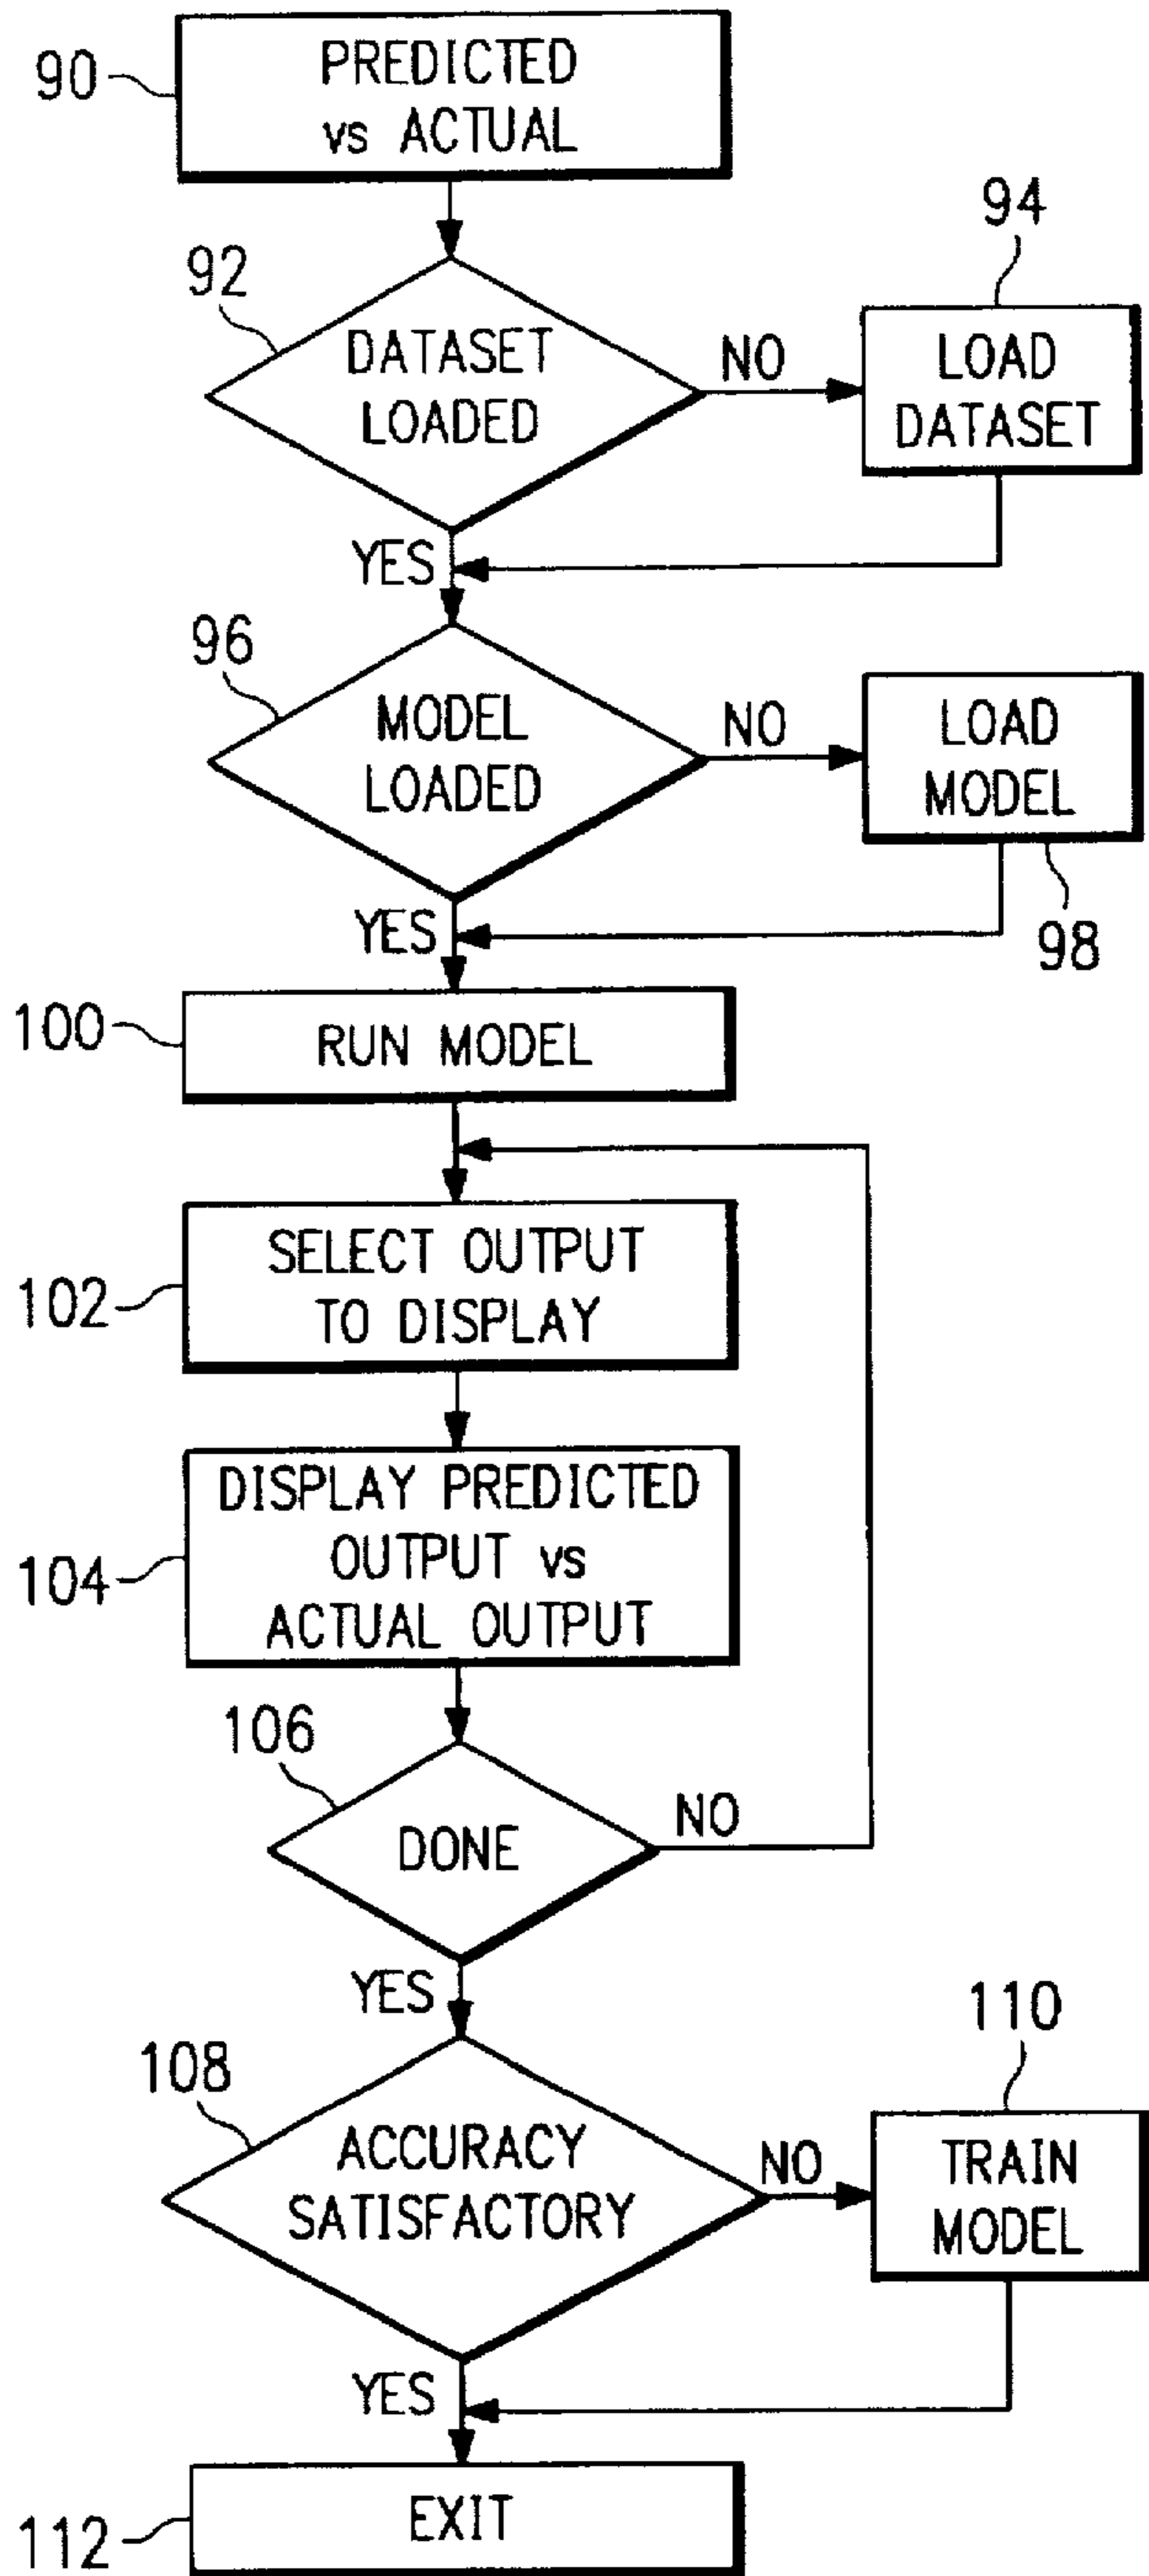 90
PREDICTED
vs ACTUAL
92
DATASET
LOADED
NO
94
LOAD
DATASET
YES
96
MODEL
LOADED
NO
LOAD
MODEL
98
YES
100
RUN MODEL
102
SELECT OUTPUT
TO DISPLAY
104
DISPLAY PREDICTED
OUTPUT vs
ACTUAL OUTPUT
106
DONE
NO
YES
108
ACCURACY
SATISFACTORY
NO
110
TRAIN
MODEL
YES
112
EXIT